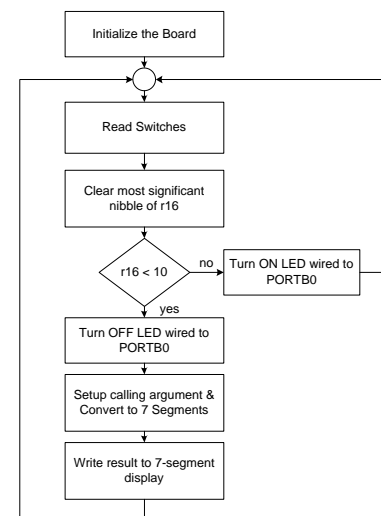 Initialize the Board
Read Switches
Clear most significant
nibble of r16
r16 < 10
no
Turn ON LED wired to
PORTB0
yes
Turn OFF LED wired to
PORTB0
Setup calling argument &
Convert to 7 Segments
Write result to 7-segment
display